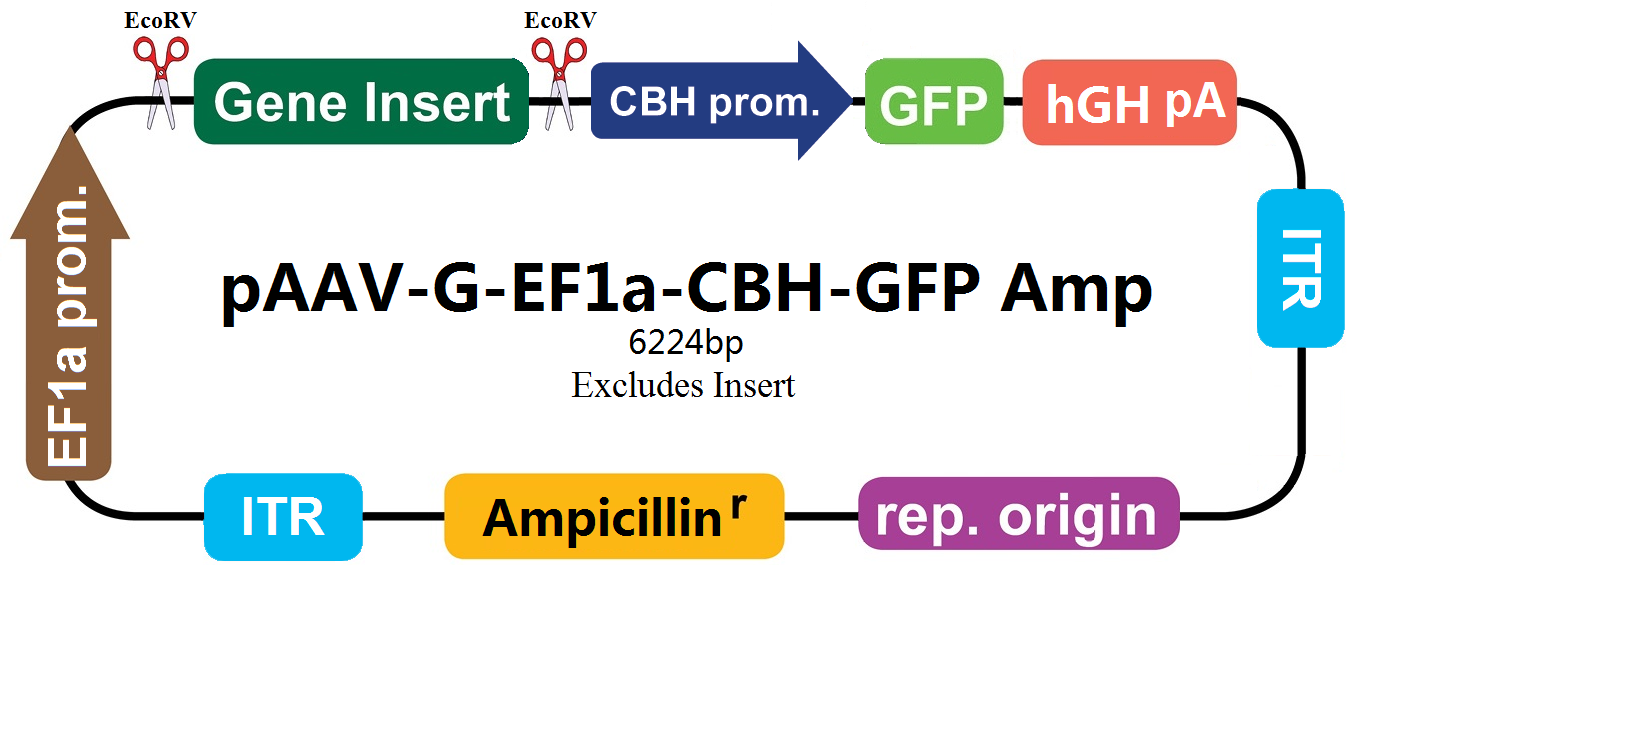 EcoRV
EcoRV
Gene Insert
CBH prom.
GFP
hGH pA
EF1a prom.
ITR
pAAV-G-EF1a-CBH-GFP Amp
6224bp
Excludes Insert
ITR
Ampicillin r
rep. origin